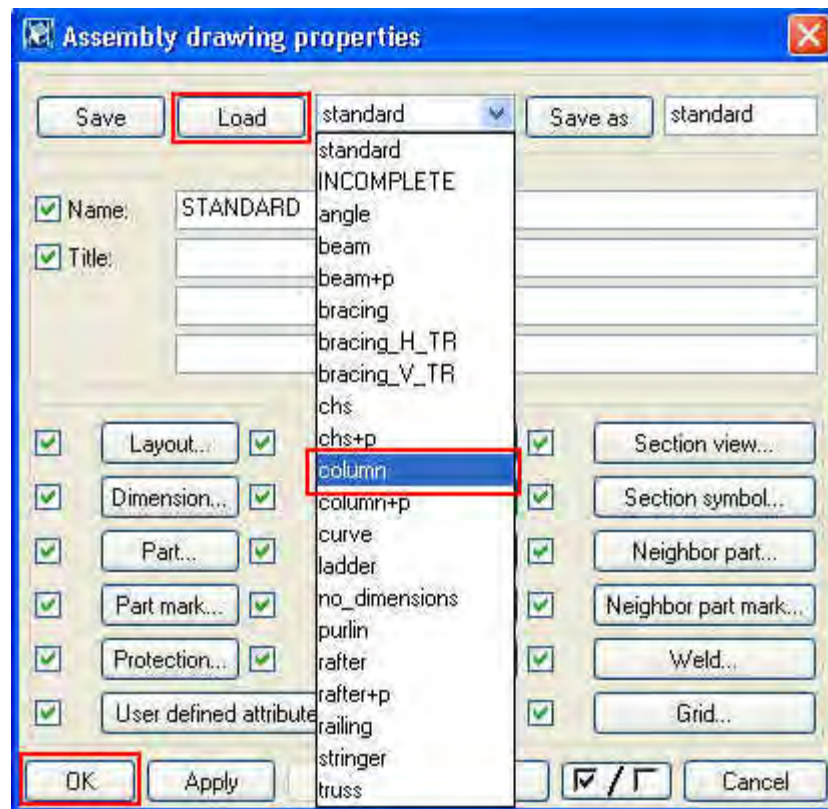 Assembly drawing properties
Save
Load
standard
Save as
standard
standard
INCOMPLETE
angle
beam
beam+p
bracing
bracing_H_TR
bracing_V_TR
chs
chs+p
column
column+p
curve
ladder
no_dimensions
purlin
rafter
rafter+p
railing
stringer
truss
Name:
STANDARD
Title:
Layout...
Section view...
Dimension...
Section symbol...
Part...
Neighbor part...
Part mark...
Neighbor part mark...
Protection...
Weld...
User defined attribute
Grid...
OK
Apply
/
Cancel